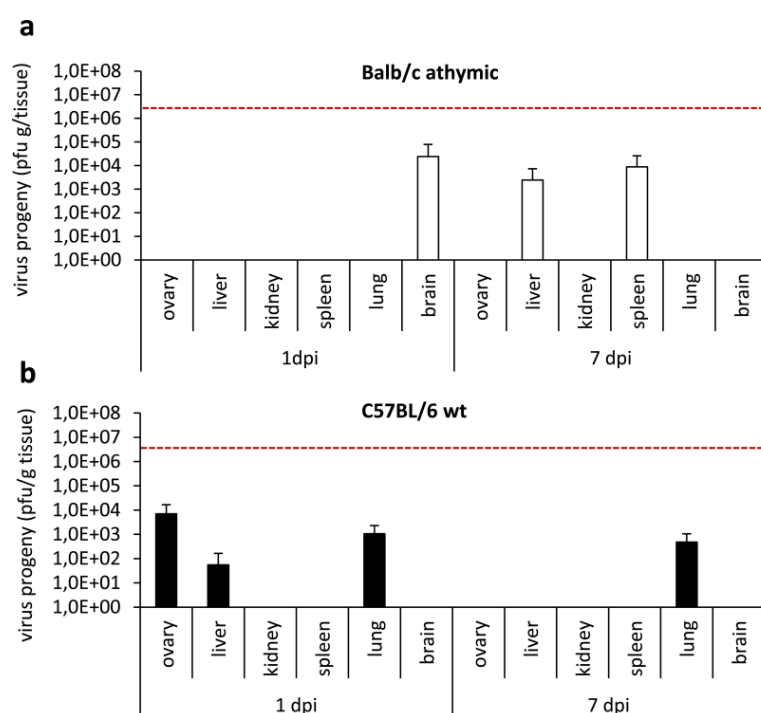 a
Balb/c athymic
virus progeny (pfu g/tissue)
1,0E+08
1,0E+07
1,0E+06
1,0E+05
1,0E+04
1,0E+03
1,0E+02
1,0E+01
1,0E+00
ovary liver kidney spleen lung brain ovary liver kidney spleen lung brain
1dpi 7 dpi
b
C57BL/6 wt
virus progeny (pfu/g tissue)
1,0E+08
1,0E+07
1,0E+06
1,0E+05
1,0E+04
1,0E+03
1,0E+02
1,0E+01
1,0E+00
ovary liver kidney spleen lung brain ovary liver kidney spleen lung brain
1 dpi 7 dpi